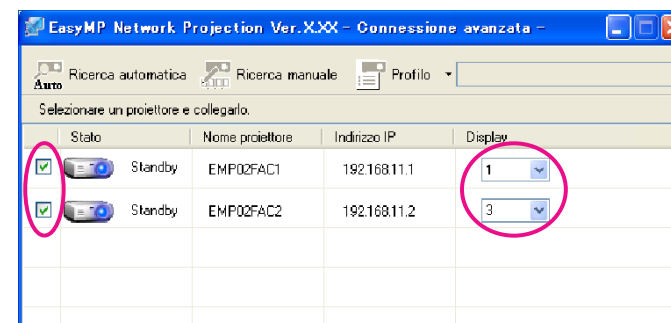 EasyMP Network Projection Ver.X.XX - Connessione avanzata -
Auto Ricerca automatica Ricerca manuale Profilo
Selezionare un proiettore e collegarlo.
Stato Nome proiettore Indirizzo IP Display
Standby EMP02FAC1 192.168.11.1 1
Standby EMP02FAC2 192.168.11.2 3